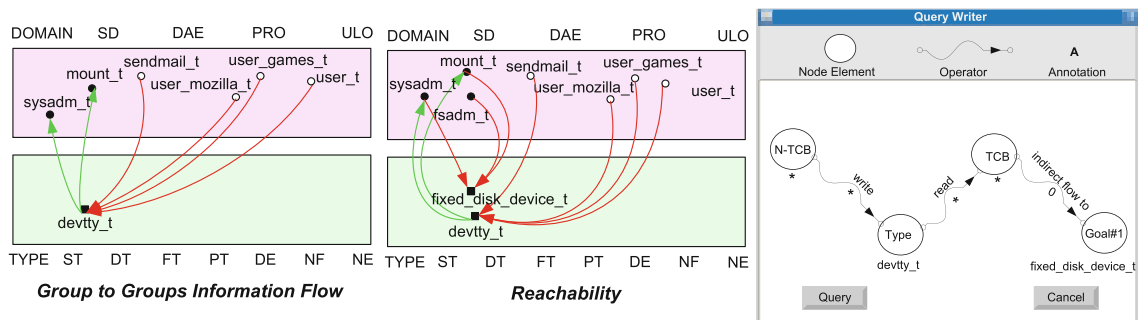 DOMAIN SD DAE PRO ULO
sendmail_t user_games_t
mount_t user_mozilla_t user_t
sysadm_t
devtty_t
TYPE ST DT FT PT DE NF NE
Group to Groups Information Flow
DOMAIN SD DAE PRO ULO
mount_t sendmail_t user_games_t
sysadm_t user_mozilla_t user_t
fsadm_t
fixed_disk_device_t
devtty_t
TYPE ST DT FT PT DE NF NE
Reachability
Query Writer
A
Node Element Operator Annotation
N-TCB TCB
* write * read * * indirect flow to 0
Type Goal#1
devtty_t fixed_disk_device_t
Query Cancel